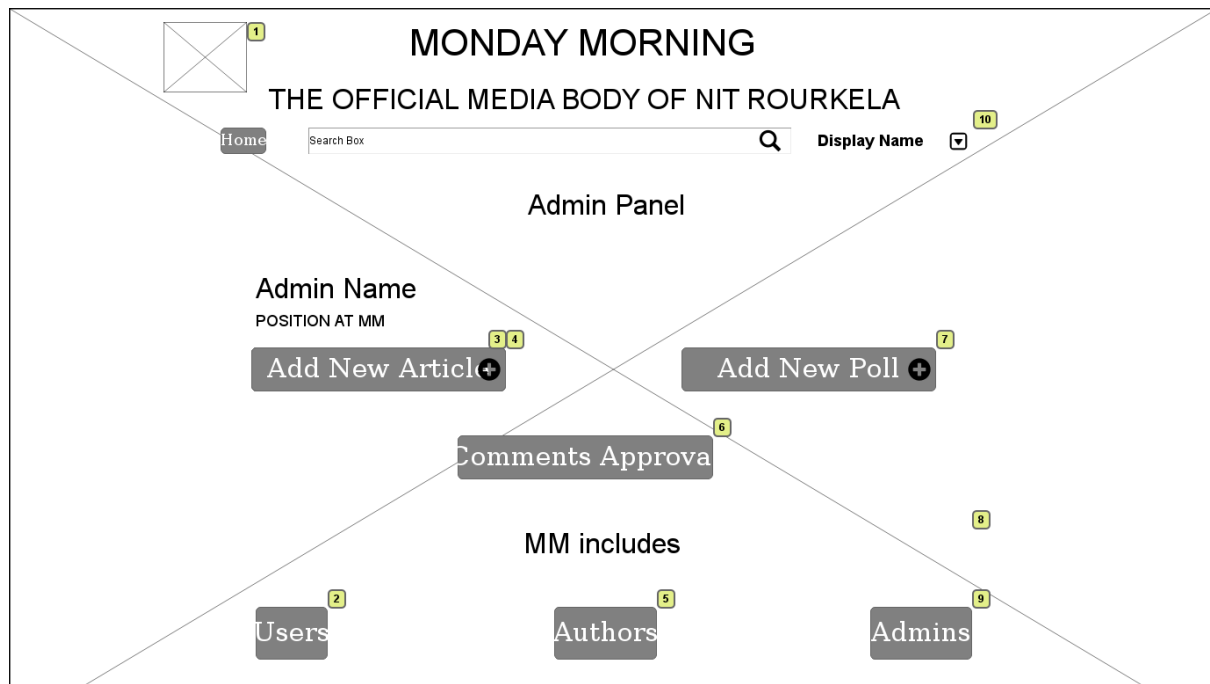 1
MONDAY MORNING
THE OFFICIAL MEDIA BODY OF NIT ROURKELA
10
Home
Search Box
Display Name
Admin Panel
Admin Name
POSITION AT MM
3 4
7
Add New Article
Add New Poll
6
Comments Approva
8
MM includes
2
5
9
Users
Authors
Admins